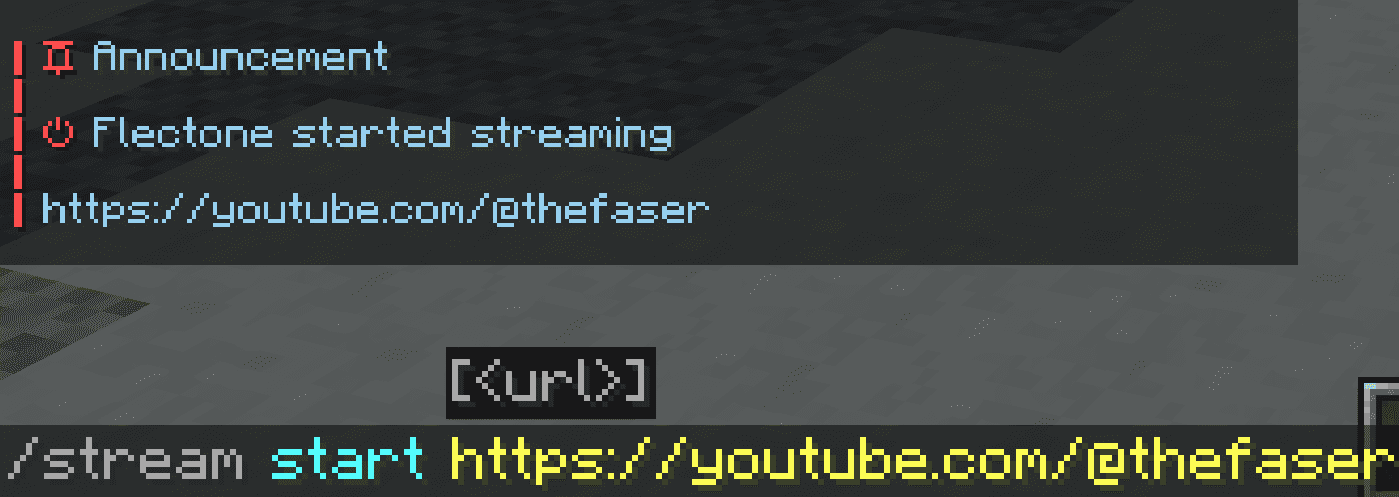 Announcement
Flectone started streaming
https://youtube.com/@thefaser
[<url>]
/stream start https://youtube.com/@thefaser